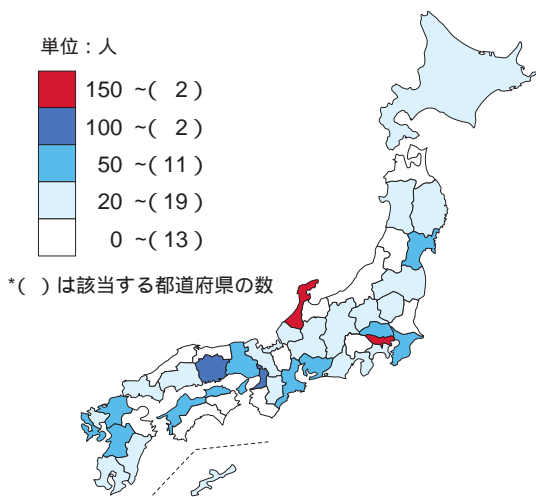 単位：人
150 ~( 2 )
100 ~( 2 )
50 ~( 11 )
20 ~( 19 )
0 ~( 13 )
*( ) は該当する都道府県の数